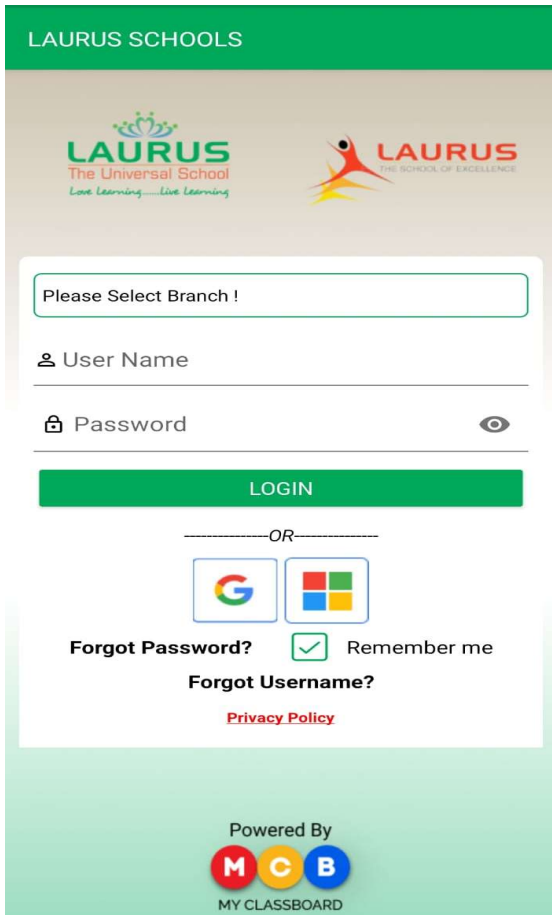 LAURUS SCHOOLS
LAURUS
The Universal School
Love Learning......Live Learning
LAURUS
THE SCHOOL OF EXCELLENCE
Please Select Branch !
User Name
Password
LOGIN
---------------OR---------------
G
Forgot Password? Remember me
Forgot Username?
Privacy Policy
Powered By
M C B
MY CLASSBOARD